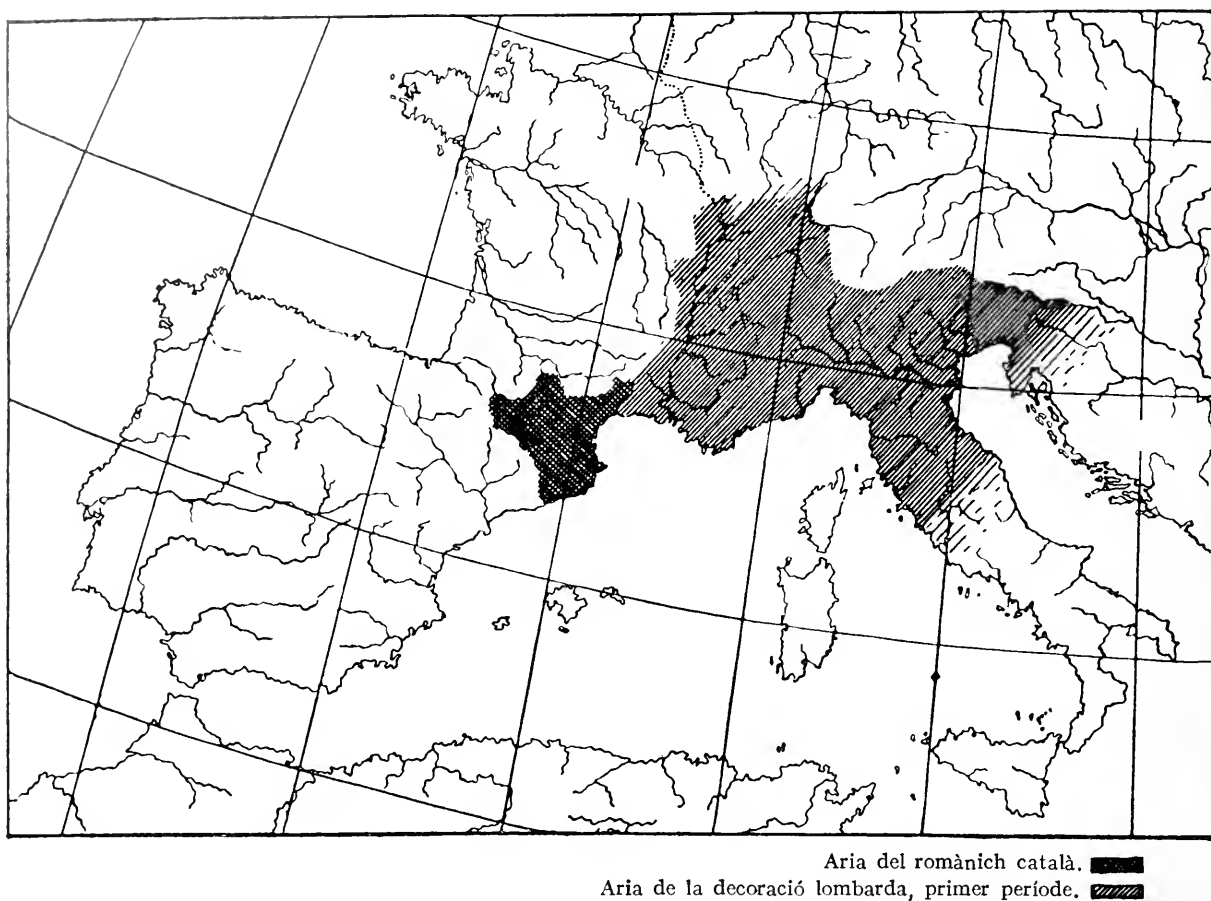 Aria del romànich català.
Aria de la decoració lombarda, primer període.